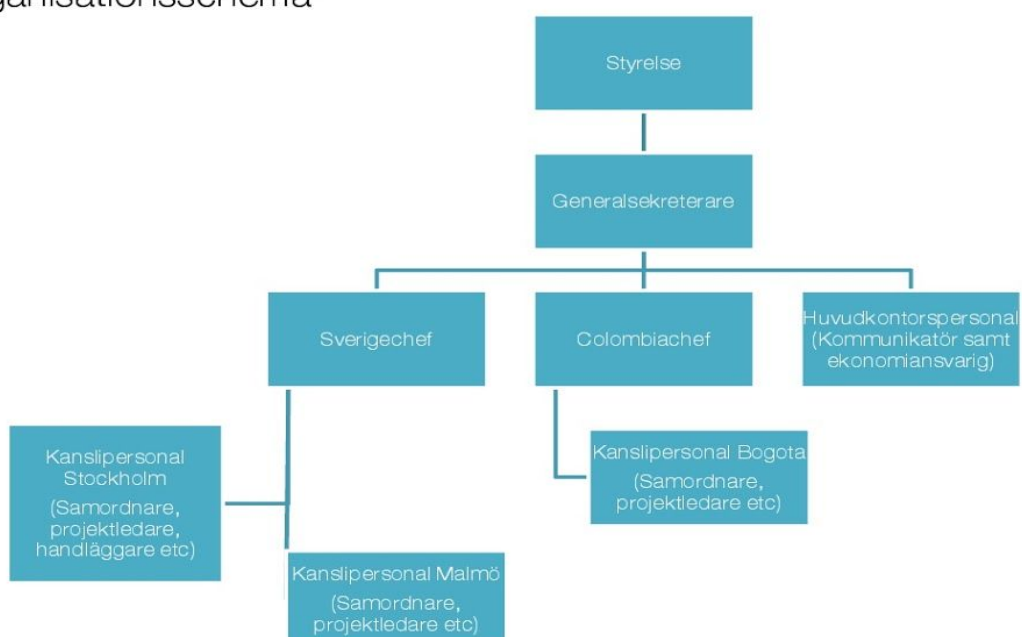 Styrelse
Generalsekreterare
Sverigechef
Colombiachef
Huvudkontorspersonal
(Kommunikatör samt
ekonomiansvarig)
Kanslipersonal
Stockholm
(Samordnare,
projektledare,
handläggare etc)
Kanslipersonal Bogota
(Samordnare,
projektledare etc)
Kanslipersonal Malmö
(Samordnare,
projektledare etc)